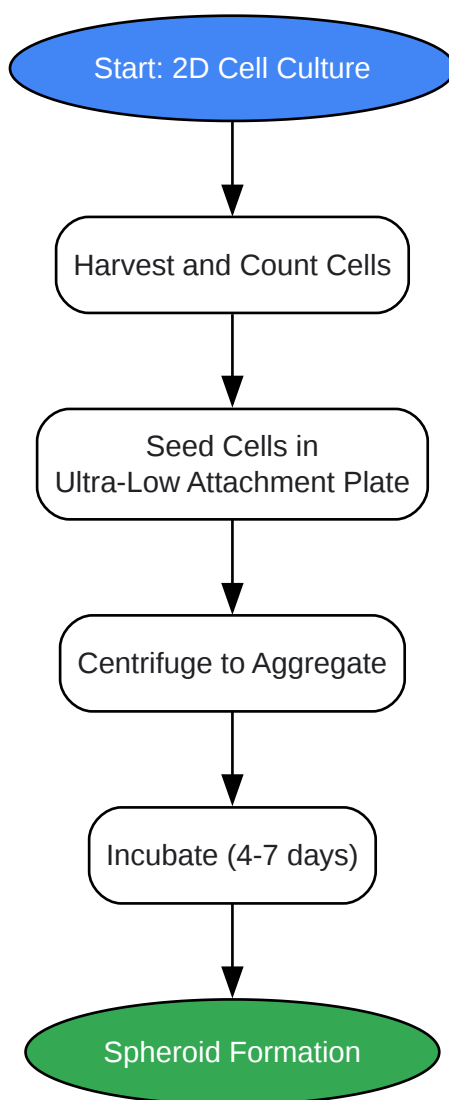 Start: 2D Cell Culture
Harvest and Count Cells
Seed Cells in
Ultra-Low Attachment Plate
Centrifuge to Aggregate
Incubate (4-7 days)
Spheroid Formation